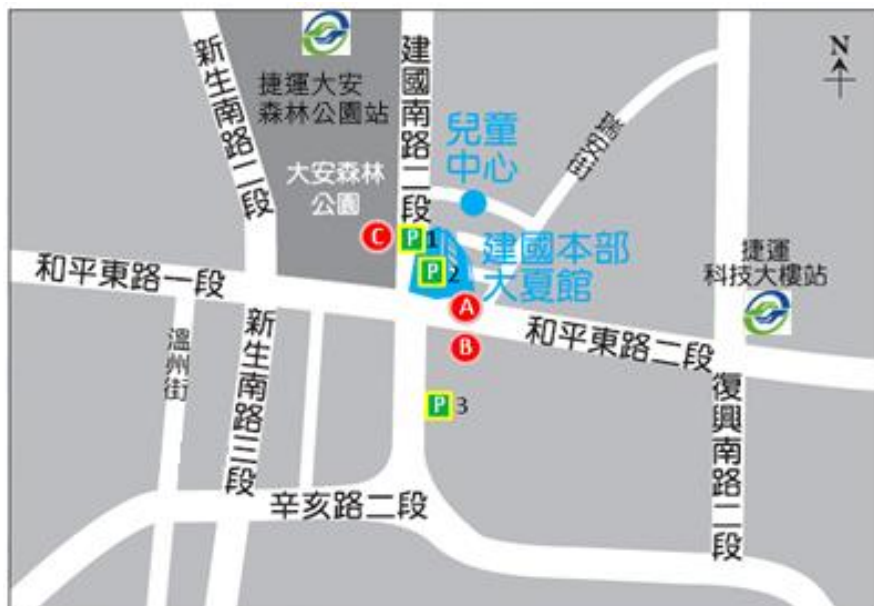 新生南路二段
捷運大安
森林公園站
建國南路二段
N
兒童
中心
瑞安街
大安森林
公園
C
P 1
P 2
建國本部
大夏館
捷運
科技大樓站
和平東路一段
A
B
和平東路二段
溫州街
新生南路三段
P 3
復興南路二段
辛亥路二段